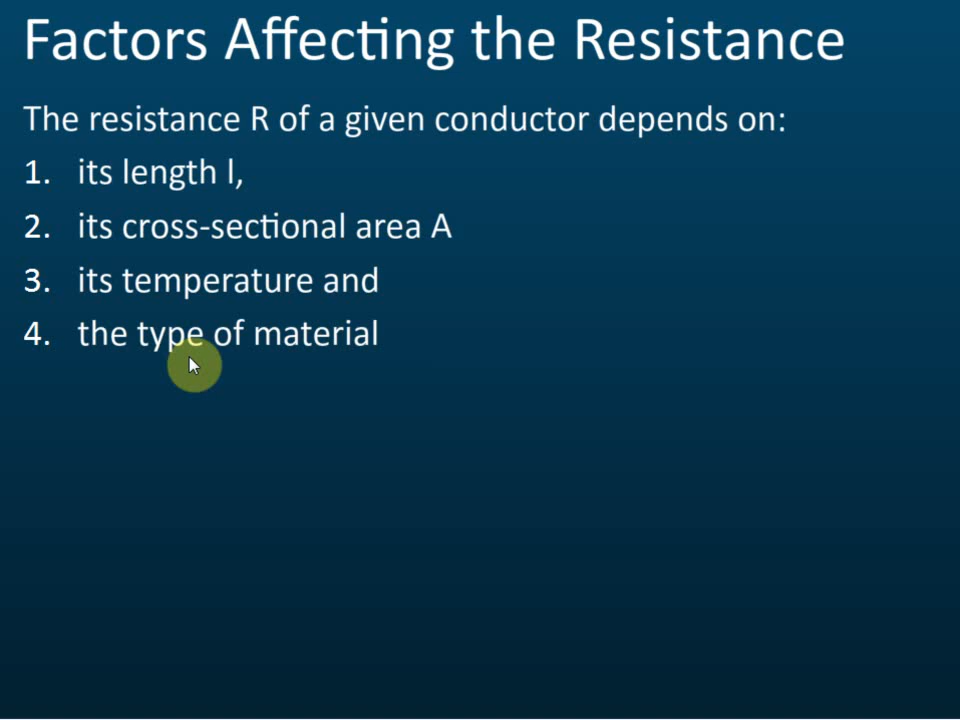 Factors Affecting the Resistance
The resistance R of a given conductor depends on:
1. its length l,
2. its cross-sectional area A
3. its temperature and
4. the type of material